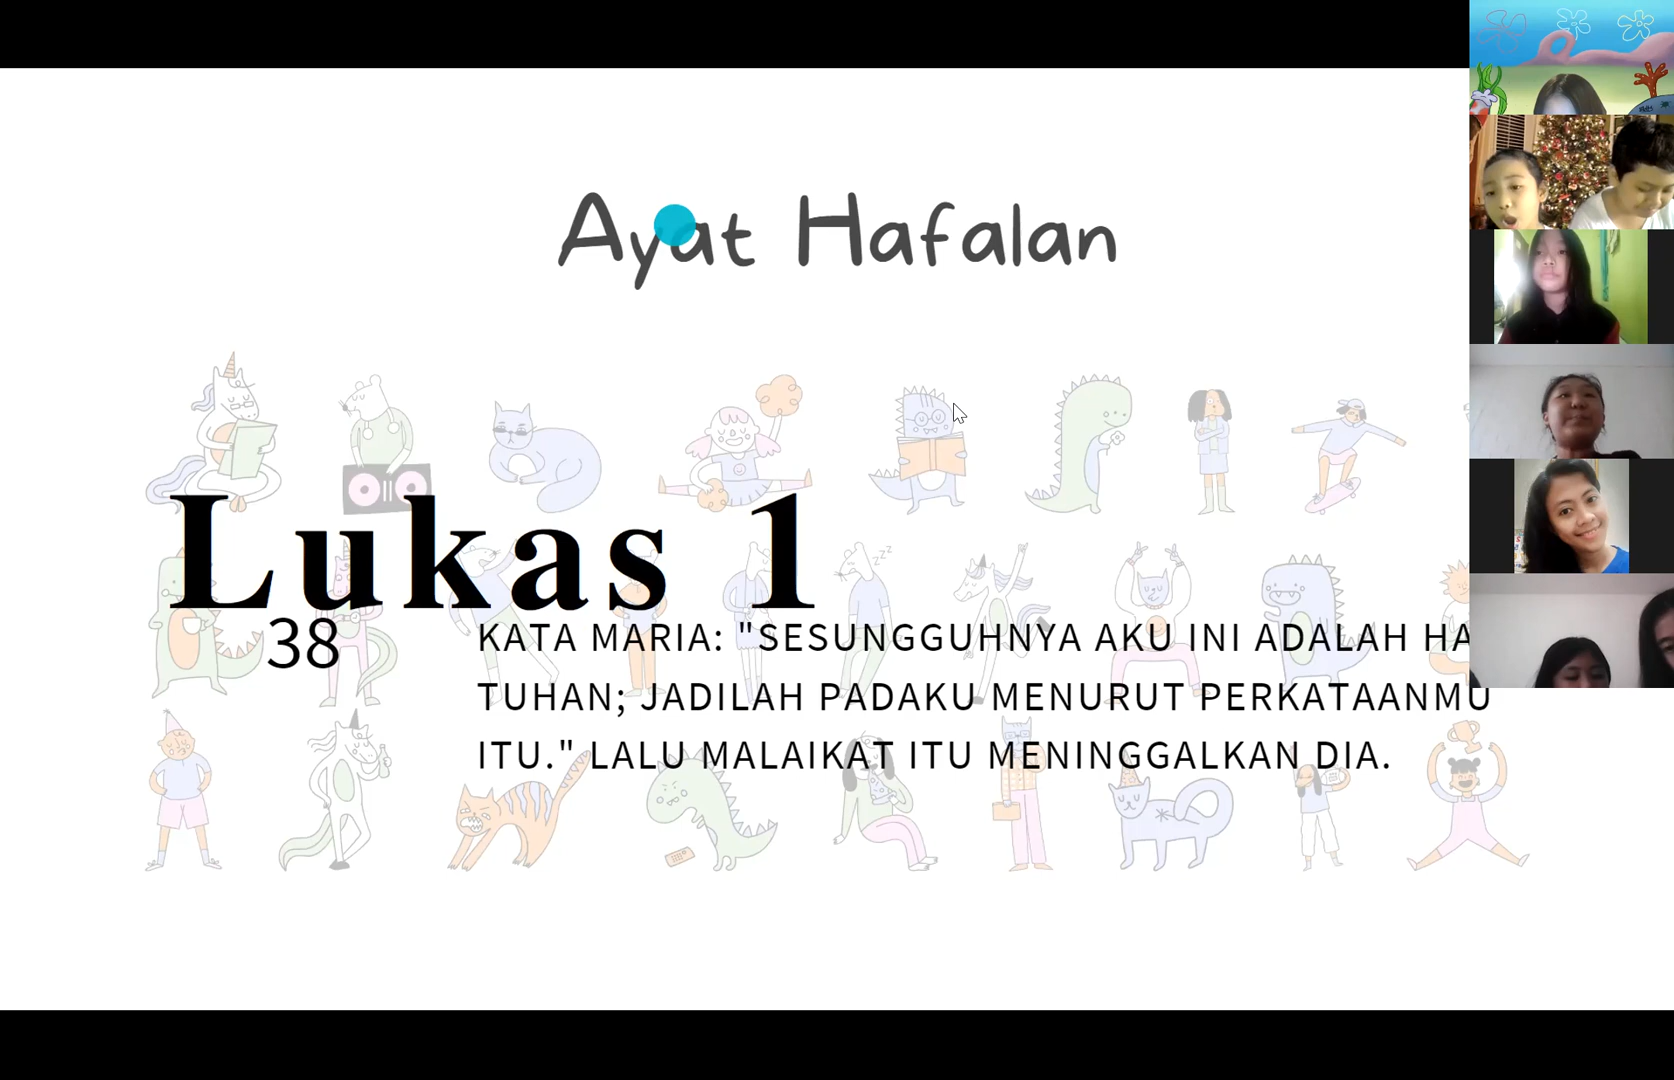 Ayat Hafalan
Lukas 1
38 KATA MARIA: "SESUNGGUHNYA AKU INI ADALAH HA
TUHAN; JADILAH PADAKU MENURUT PERKATAANMU
ITU." LALU MALAIKAT ITU MENINGGALKAN DIA.